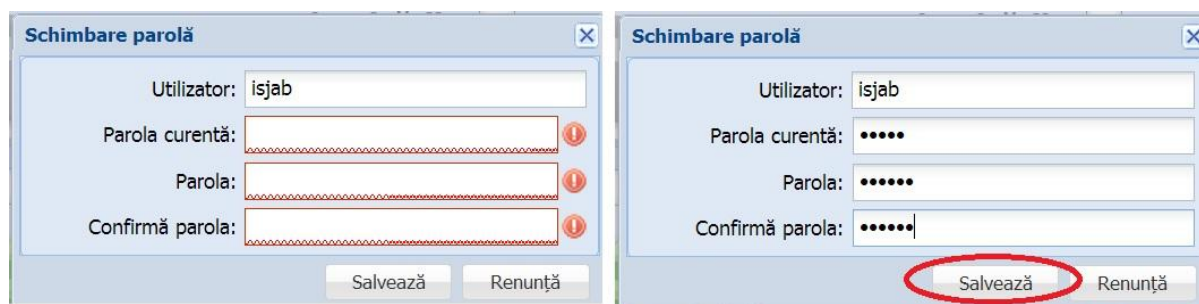 Schimbare parolă
Utilizator: isjab
Parola curentă:
Parola:
Confirmă parola:
Salvează Renunță
Schimbare parolă
Utilizator: isjab
Parola curentă: •••••
Parola: ••••••
Confirmă parola: ••••••
Salvează Renunță